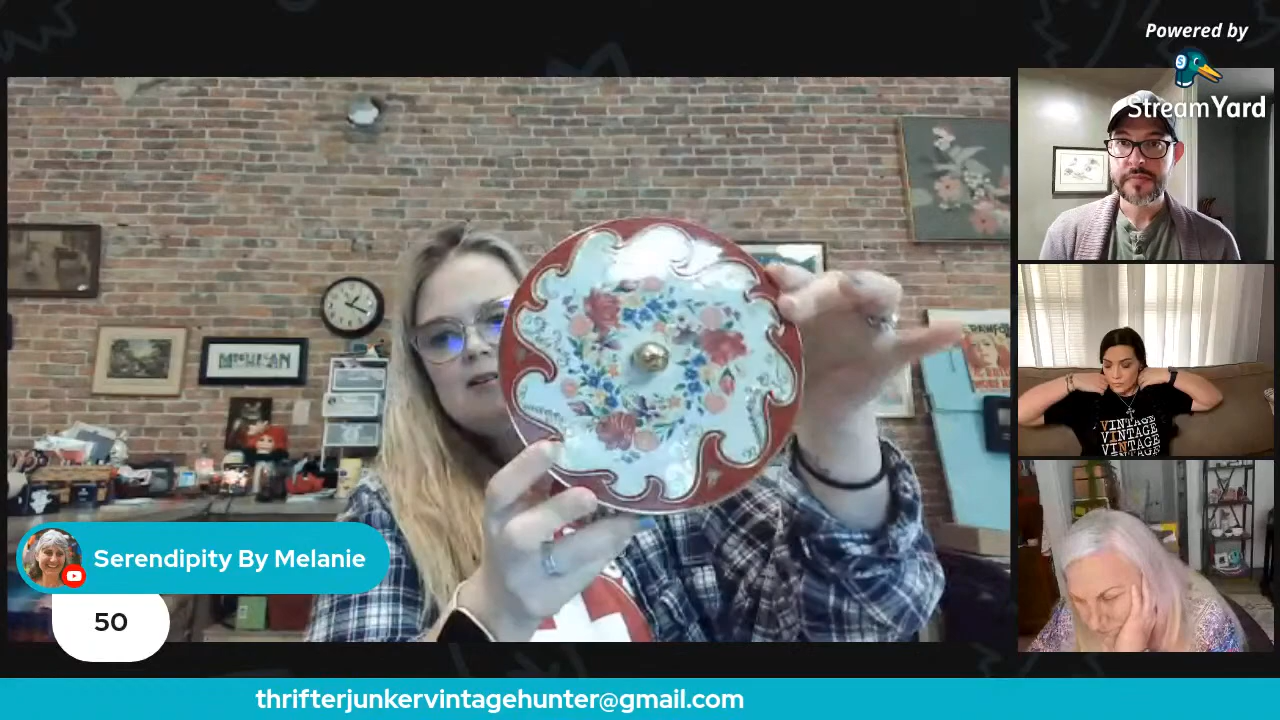 Powered by
StreamYard
MICHIGAN
VINTAGE
VINTAGE
VINTAGE
Serendipity By Melanie
50
thrifterjunkervintagehunter@gmail.com